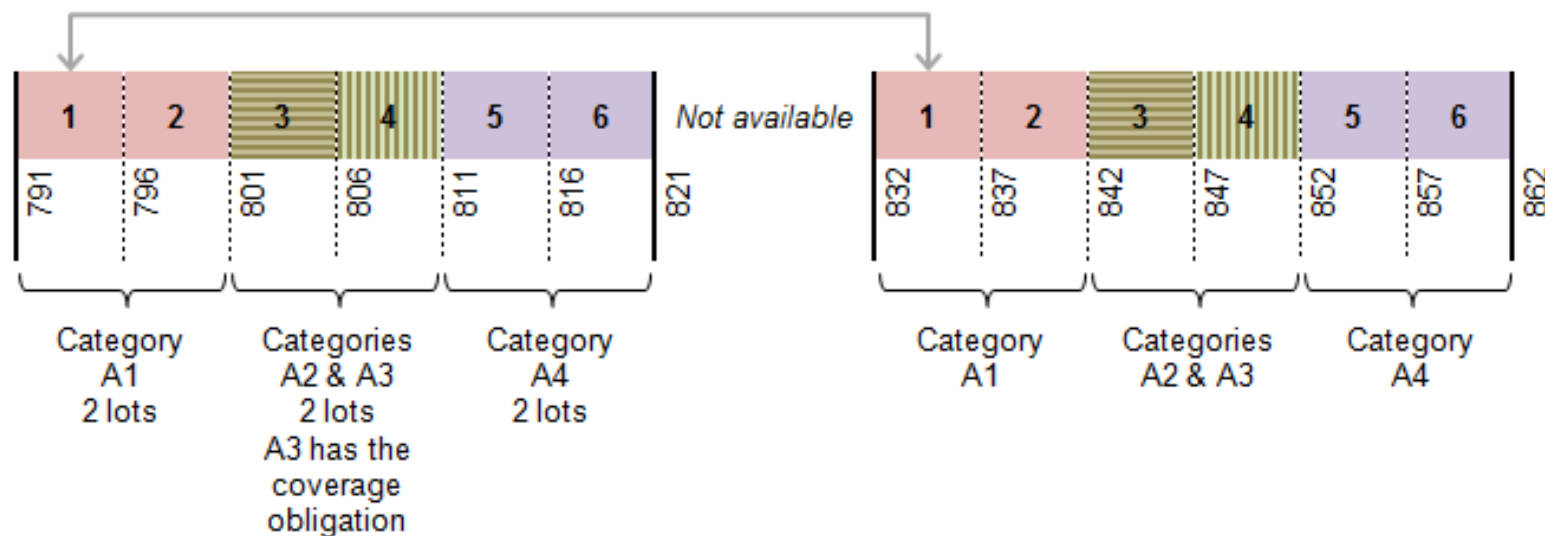 1 2 3 4 5 6 Not available 1 2 3 4 5 6
791 796 801 806 811 816 821 832 837 842 847 852 857 862
Category Categories Category Category Categories Category
A1 A2 & A3 A4 A1 A2 & A3 A4
2 lots 2 lots 2 lots
A3 has the
coverage
obligation